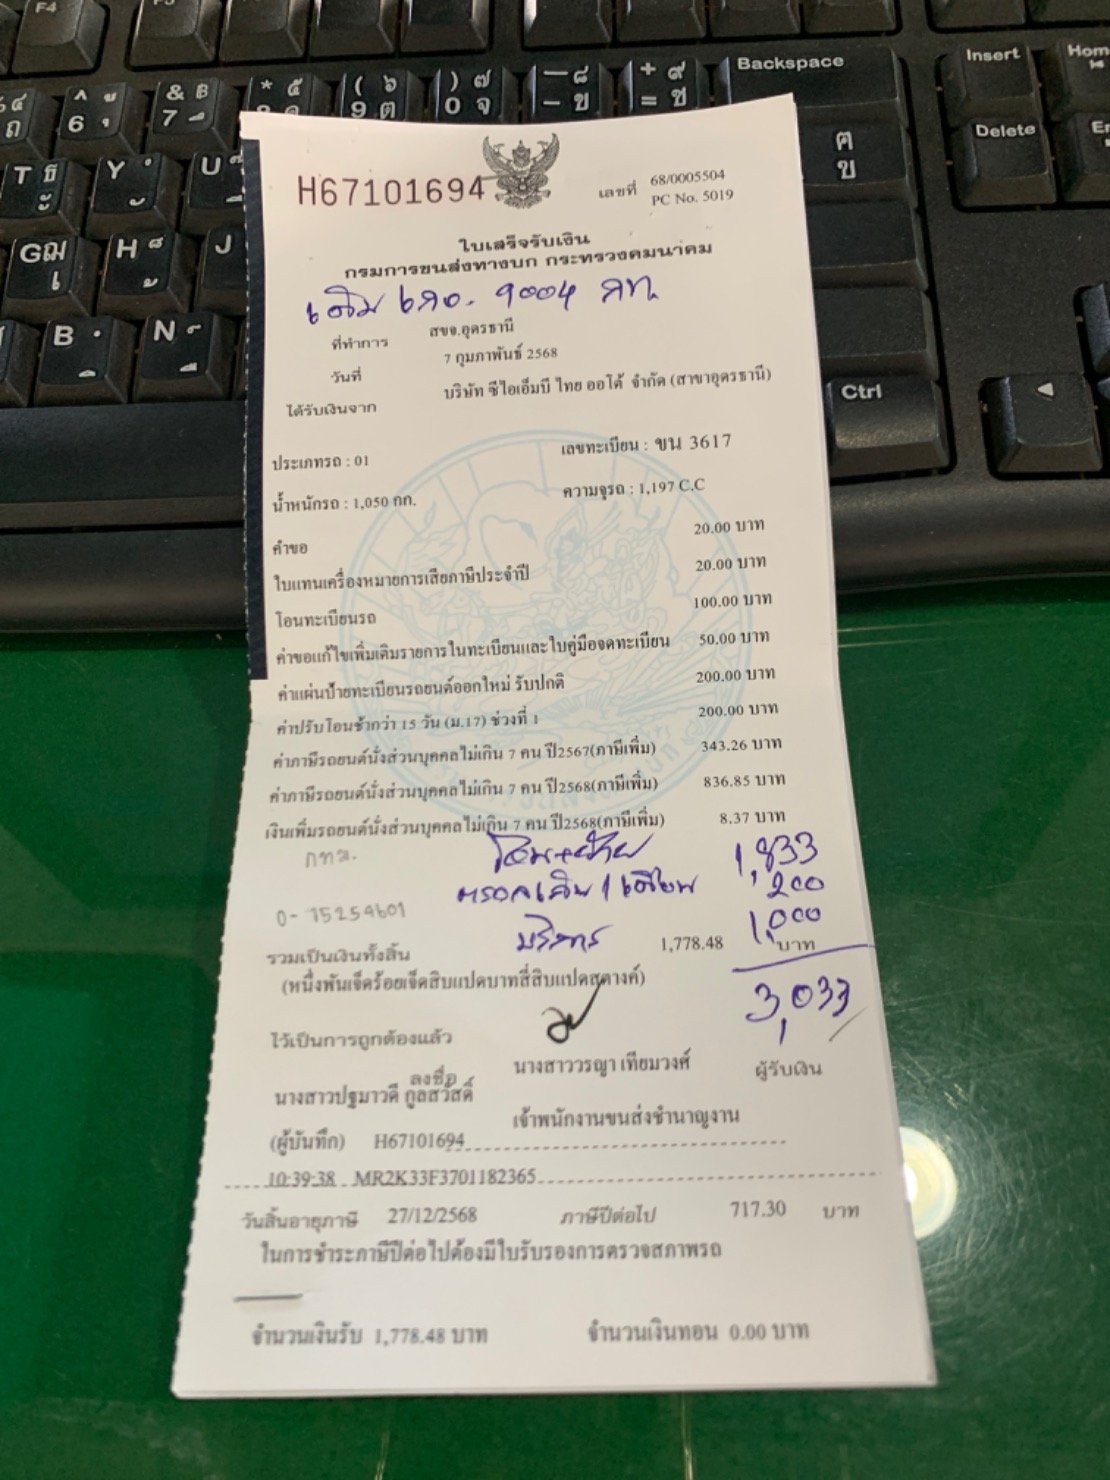 H67101694
เลขที่ 68/0005504
PC No. 5019
ใบเสร็จรับเงิน
กรมการขนส่งทางบก กระทรวงคมนาคม
เดิม 9004 กท.
ที่ทำการ สขจ.อุดรธานี
วันที่ 7 กุมภาพันธ์ 2568
ได้รับเงินจาก บริษัท ซีไอเอ็มบี ไทย ออโต้ จำกัด (สาขาอุดรธานี)
ประเภทรถ : 01 เลขทะเบียน : ขน 3617
น้ำหนักรถ : 1,050 กก. ความจุรถ : 1,197 C.C
คำขอ 20.00 บาท
ใบแทนเครื่องหมายการเสียภาษีประจำปี 20.00 บาท
โอนทะเบียนรถ 100.00 บาท
ค่าขอแก้ไขเพิ่มเติมรายการในทะเบียนและใบคู่มือจดทะเบียน 50.00 บาท
ค่าแผ่นป้ายทะเบียนรถยนต์ออกใหม่ รับปกติ 200.00 บาท
ค่าปรับโอนช้ากว่า 15 วัน (ม.17) ช่วงที่ 1 200.00 บาท
ค่าภาษีรถยนต์นั่งส่วนบุคคลไม่เกิน 7 คน ปี2567(ภาษีเพิ่ม) 343.26 บาท
ค่าภาษีรถยนต์นั่งส่วนบุคคลไม่เกิน 7 คน ปี2568(ภาษีเพิ่ม) 836.85 บาท
เงินเพิ่มรถยนต์นั่งส่วนบุคคลไม่เกิน 7 คน ปี2568(ภาษีเพิ่ม) 8.37 บาท
โอน+ย้าย 1,833
200
0-75254601
บริการ 1,000
รวมเป็นเงินทั้งสิ้น 1,778.48 บาท
(หนึ่งพันเจ็ดร้อยเจ็ดสิบแปดบาทสี่สิบแปดสตางค์)
3,033
ไว้เป็นการถูกต้องแล้ว
ลงชื่อ นางสาววรญา เทียมวงศ์ ผู้รับเงิน
นางสาวปฐมาวดี กูลสวัสดิ์
เจ้าพนักงานขนส่งชำนาญงาน
(ผู้บันทึก) H67101694
10:39:38 MR2K33F3701182365
วันสิ้นอายุภาษี 27/12/2568 ภาษีปีต่อไป 717.30 บาท
ในการชำระภาษีปีต่อไปต้องมีใบรับรองการตรวจสภาพรถ
จำนวนเงินรับ 1,778.48 บาท จำนวนเงินทอน 0.00 บาท
Backspace
Insert
Delete
Ctrl